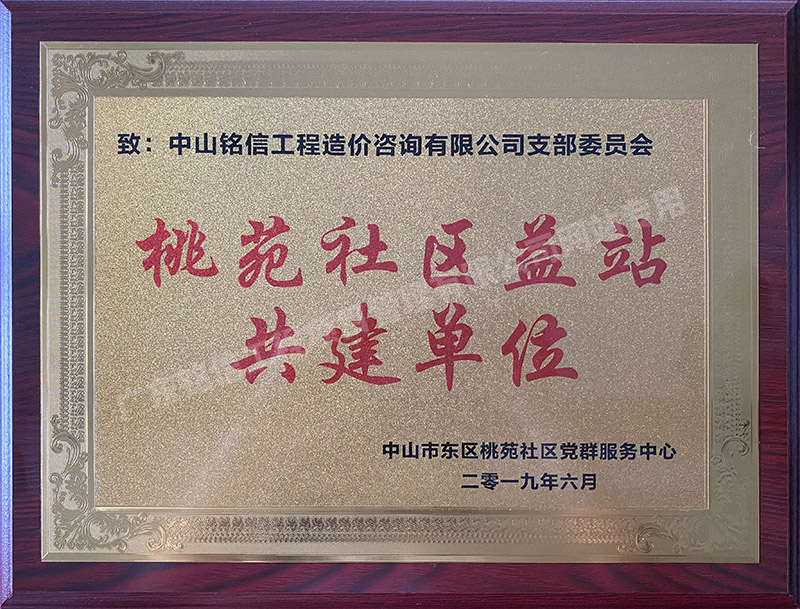 致：中山铭信工程造价咨询有限公司支部委员会
桃苑社区益站
共建单位
中山市东区桃苑社区党群服务中心
二零一九年六月